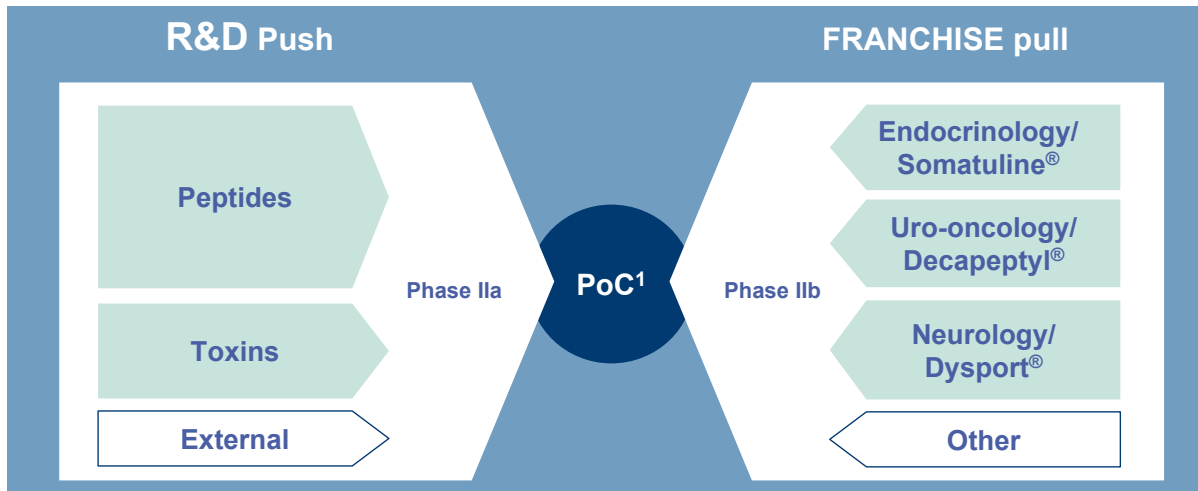 R&D Push
FRANCHISE pull
Peptides
Toxins
External
Phase IIa
PoC¹
Phase IIb
Endocrinology/
Somatuline®
Uro-oncology/
Decapeptyl®
Neurology/
Dysport®
Other